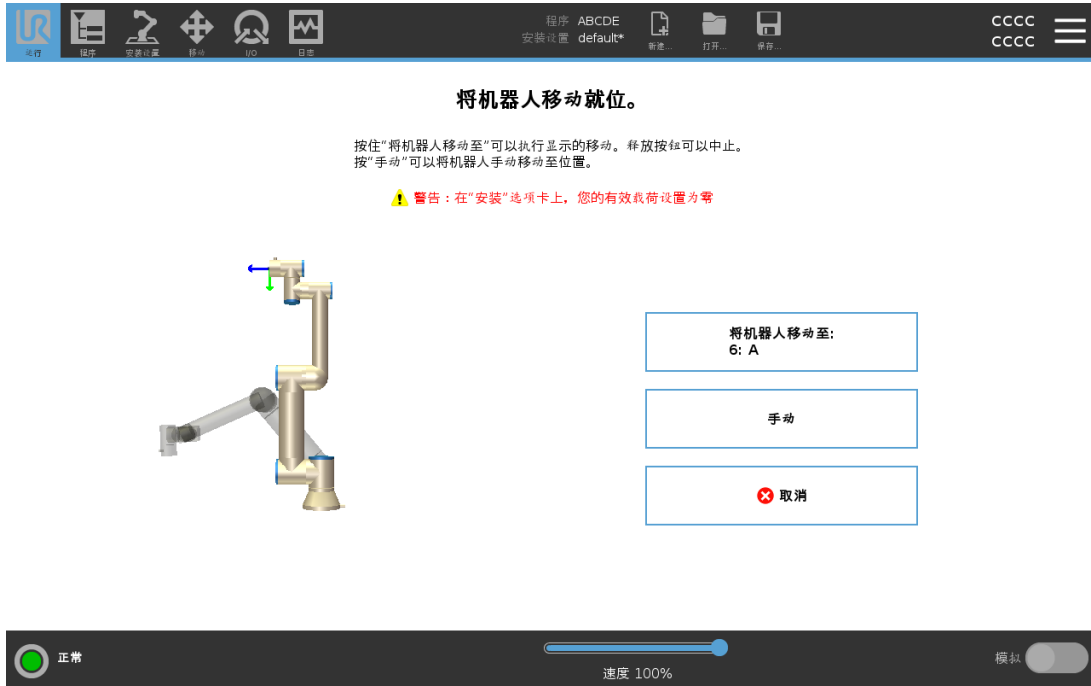 UR
运行
程序
安装设置
移动
I/O
日志
程序 ABCDE
安装设置 default*
新建...
打开...
保存...
CCCC
CCCC
将机器人移动就位。
按住“将机器人移动至”可以执行显示的移动。释放按钮可以中止。
按“手动”可以将机器人手动移动至位置。
警告：在“安装”选项卡上，您的有效载荷设置为零
将机器人移动至:
6: A
手动
取消
正常
速度 100%
模拟